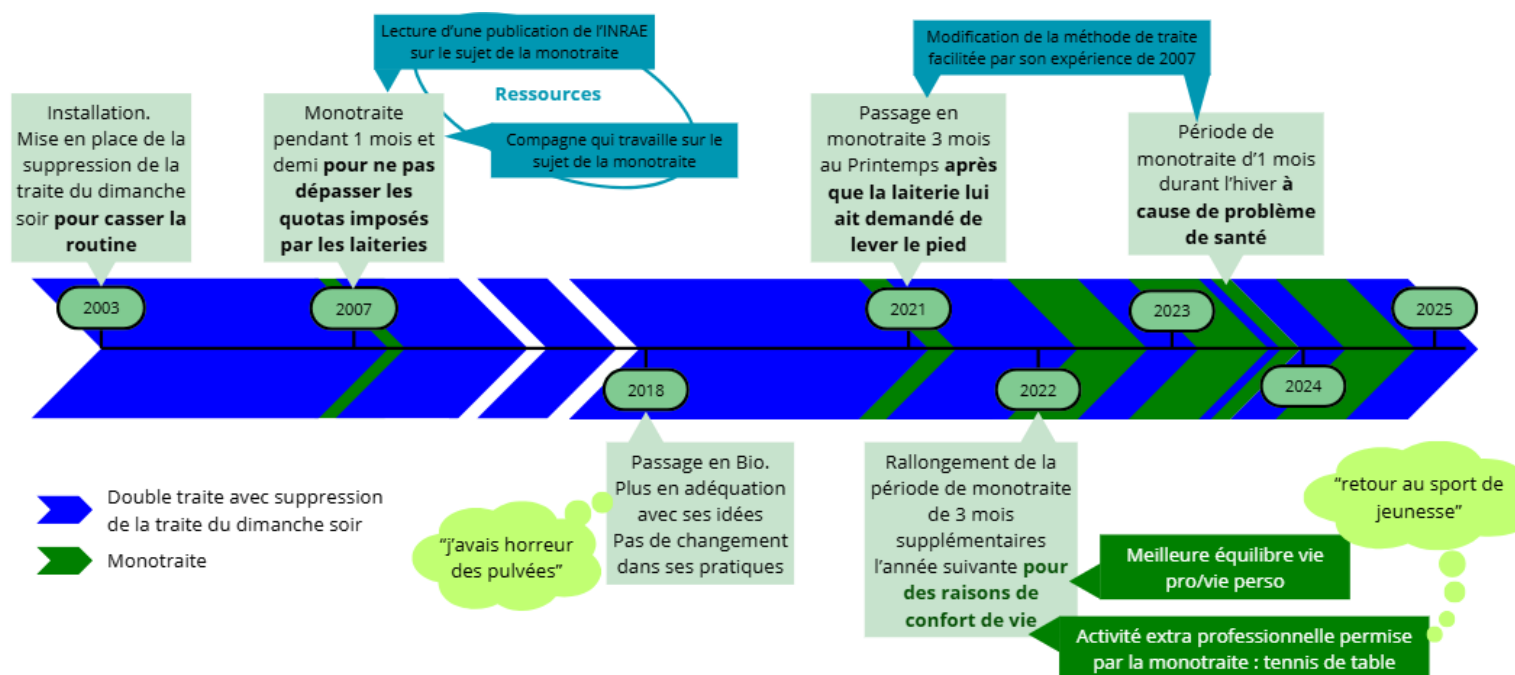 Lecture d'une publication de l'INRAE
sur le sujet de la monotraite
Ressources
Compagne qui travaille sur le
sujet de la monotraite
Modification de la méthode de traite
facilitée par son expérience de 2007
Installation.
Mise en place de la
suppression de la
traite du dimanche
soir pour casser la
routine
Monotraite
pendant 1 mois et
demi pour ne pas
dépasser les
quotas imposés
par les laiteries
Passage en
monotraite 3 mois
au Printemps après
que la laiterie lui
ait demandé de
lever le pied
Période de
monotraite d'1 mois
durant l'hiver à
cause de problème
de santé
2003
2007
2018
2021
2022
2023
2024
2025
Double traite avec suppression
de la traite du dimanche soir
Monotraite
"j'avais horreur
des pulvées"
Passage en Bio.
Plus en adéquation
avec ses idées
Pas de changement
dans ses pratiques
Rallongement de la
période de monotraite
de 3 mois
supplémentaires
l'année suivante pour
des raisons de
confort de vie
Meilleure équilibre vie
pro/vie perso
Activité extra professionnelle permise
par la monotraite : tennis de table
"retour au sport de
jeunesse"